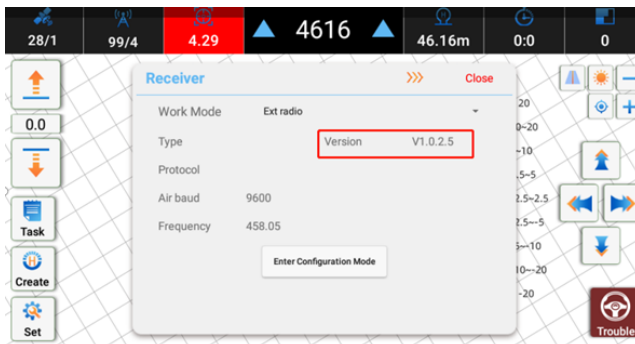 28/1 99/4 4.29 4616 46.16m 0:0 0
Receiver >>> Close
Work Mode Ext radio
Type Version V1.0.2.5
Protocol
Air baud 9600
Frequency 458.05
Enter Configuration Mode
0.0
Task
Create
Set
20
0~20
~10
.5~5
2.5~2.5
2.5~-5
5~-10
10~-20
-20
Trouble